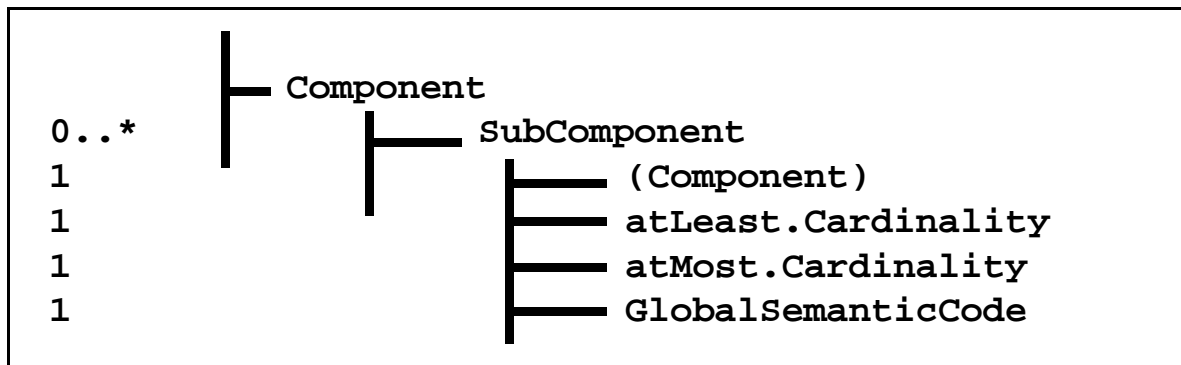 Component
0..* SubComponent
1 (Component)
1 atLeast.Cardinality
1 atMost.Cardinality
1 GlobalSemanticCode